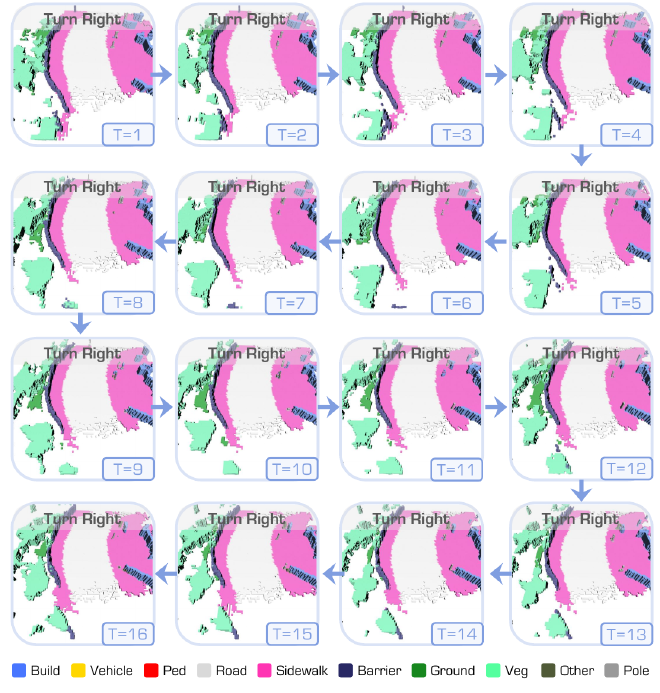 Turn Right Turn Right Turn Right Turn Right
T=1 T=2 T=3 T=4
Turn Right Turn Right Turn Right Turn Right
T=8 T=7 T=6 T=5
Turn Right Turn Right Turn Right Turn Right
T=9 T=10 T=11 T=12
Turn Right Turn Right Turn Right Turn Right
T=16 T=15 T=14 T=13
Build Vehicle Ped Road Sidewalk Barrier Ground Veg Other Pole